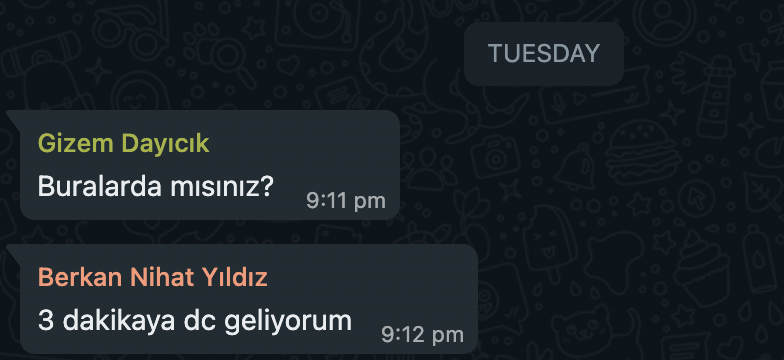 TUESDAY
Gizem Dayıcık
Buralarda mısınız?
9:11 pm
Berkan Nihat Yıldız
3 dakikaya dc geliyorum
9:12 pm